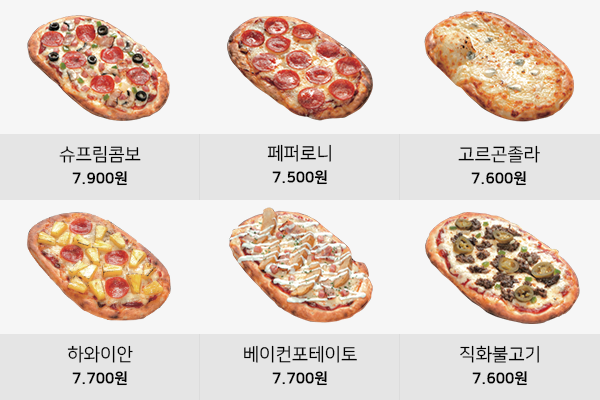 슈프림콤보
7.900원
페퍼로니
7.500원
고르곤졸라
7.600원
하와이안
7.700원
베이컨포테이토
7.700원
직화불고기
7.600원